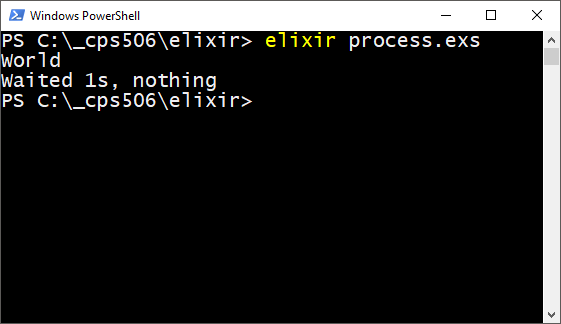 Windows PowerShell
PS C:\_cps506\elixir> elixir process.exs
World
Waited 1s, nothing
PS C:\_cps506\elixir>